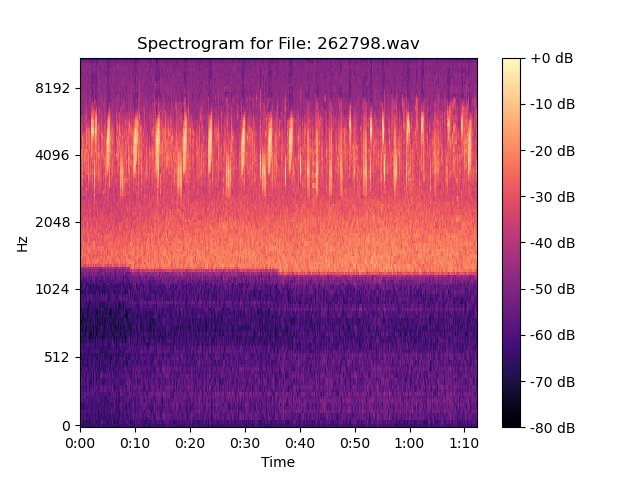 Spectrogram for File: 262798.wav
Hz
8192
4096
2048
1024
512
0
0:00 0:10 0:20 0:30 0:40 0:50 1:00 1:10
Time
+0 dB
-10 dB
-20 dB
-30 dB
-40 dB
-50 dB
-60 dB
-70 dB
-80 dB